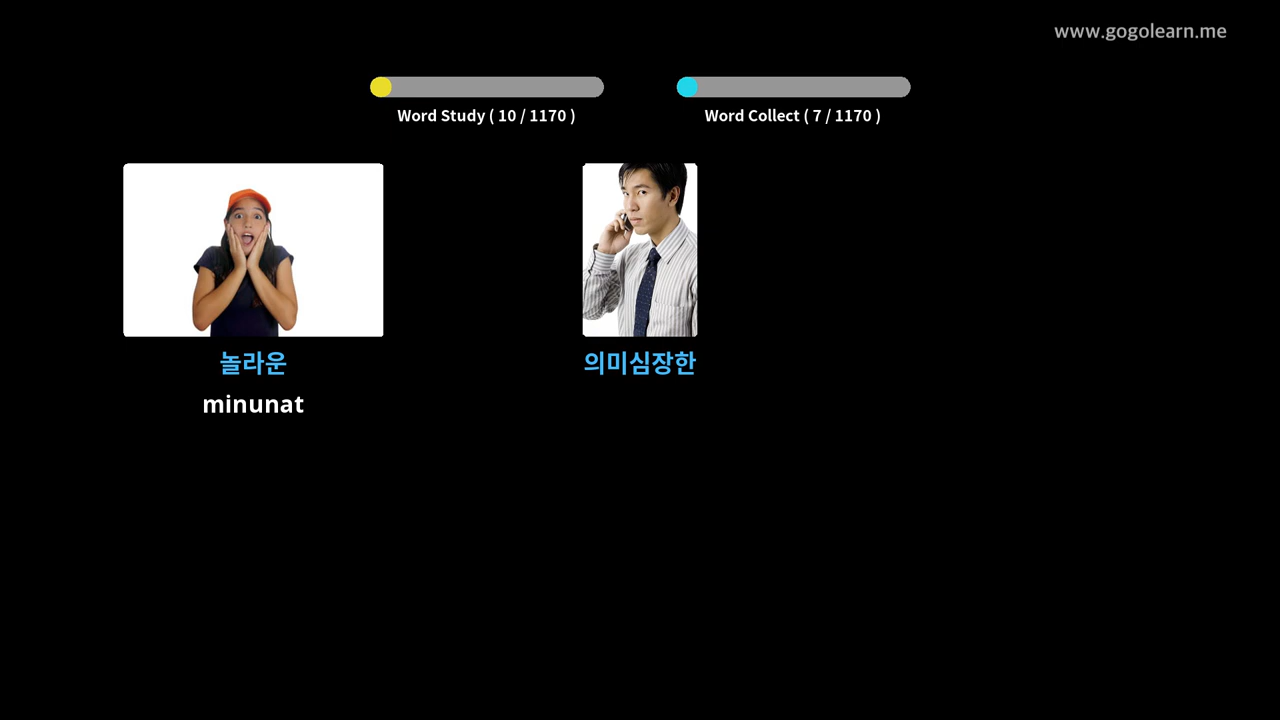 www.gogolearn.me
Word Study ( 10 / 1170 )
Word Collect ( 7 / 1170 )
놀라운
의미심장한
minunat